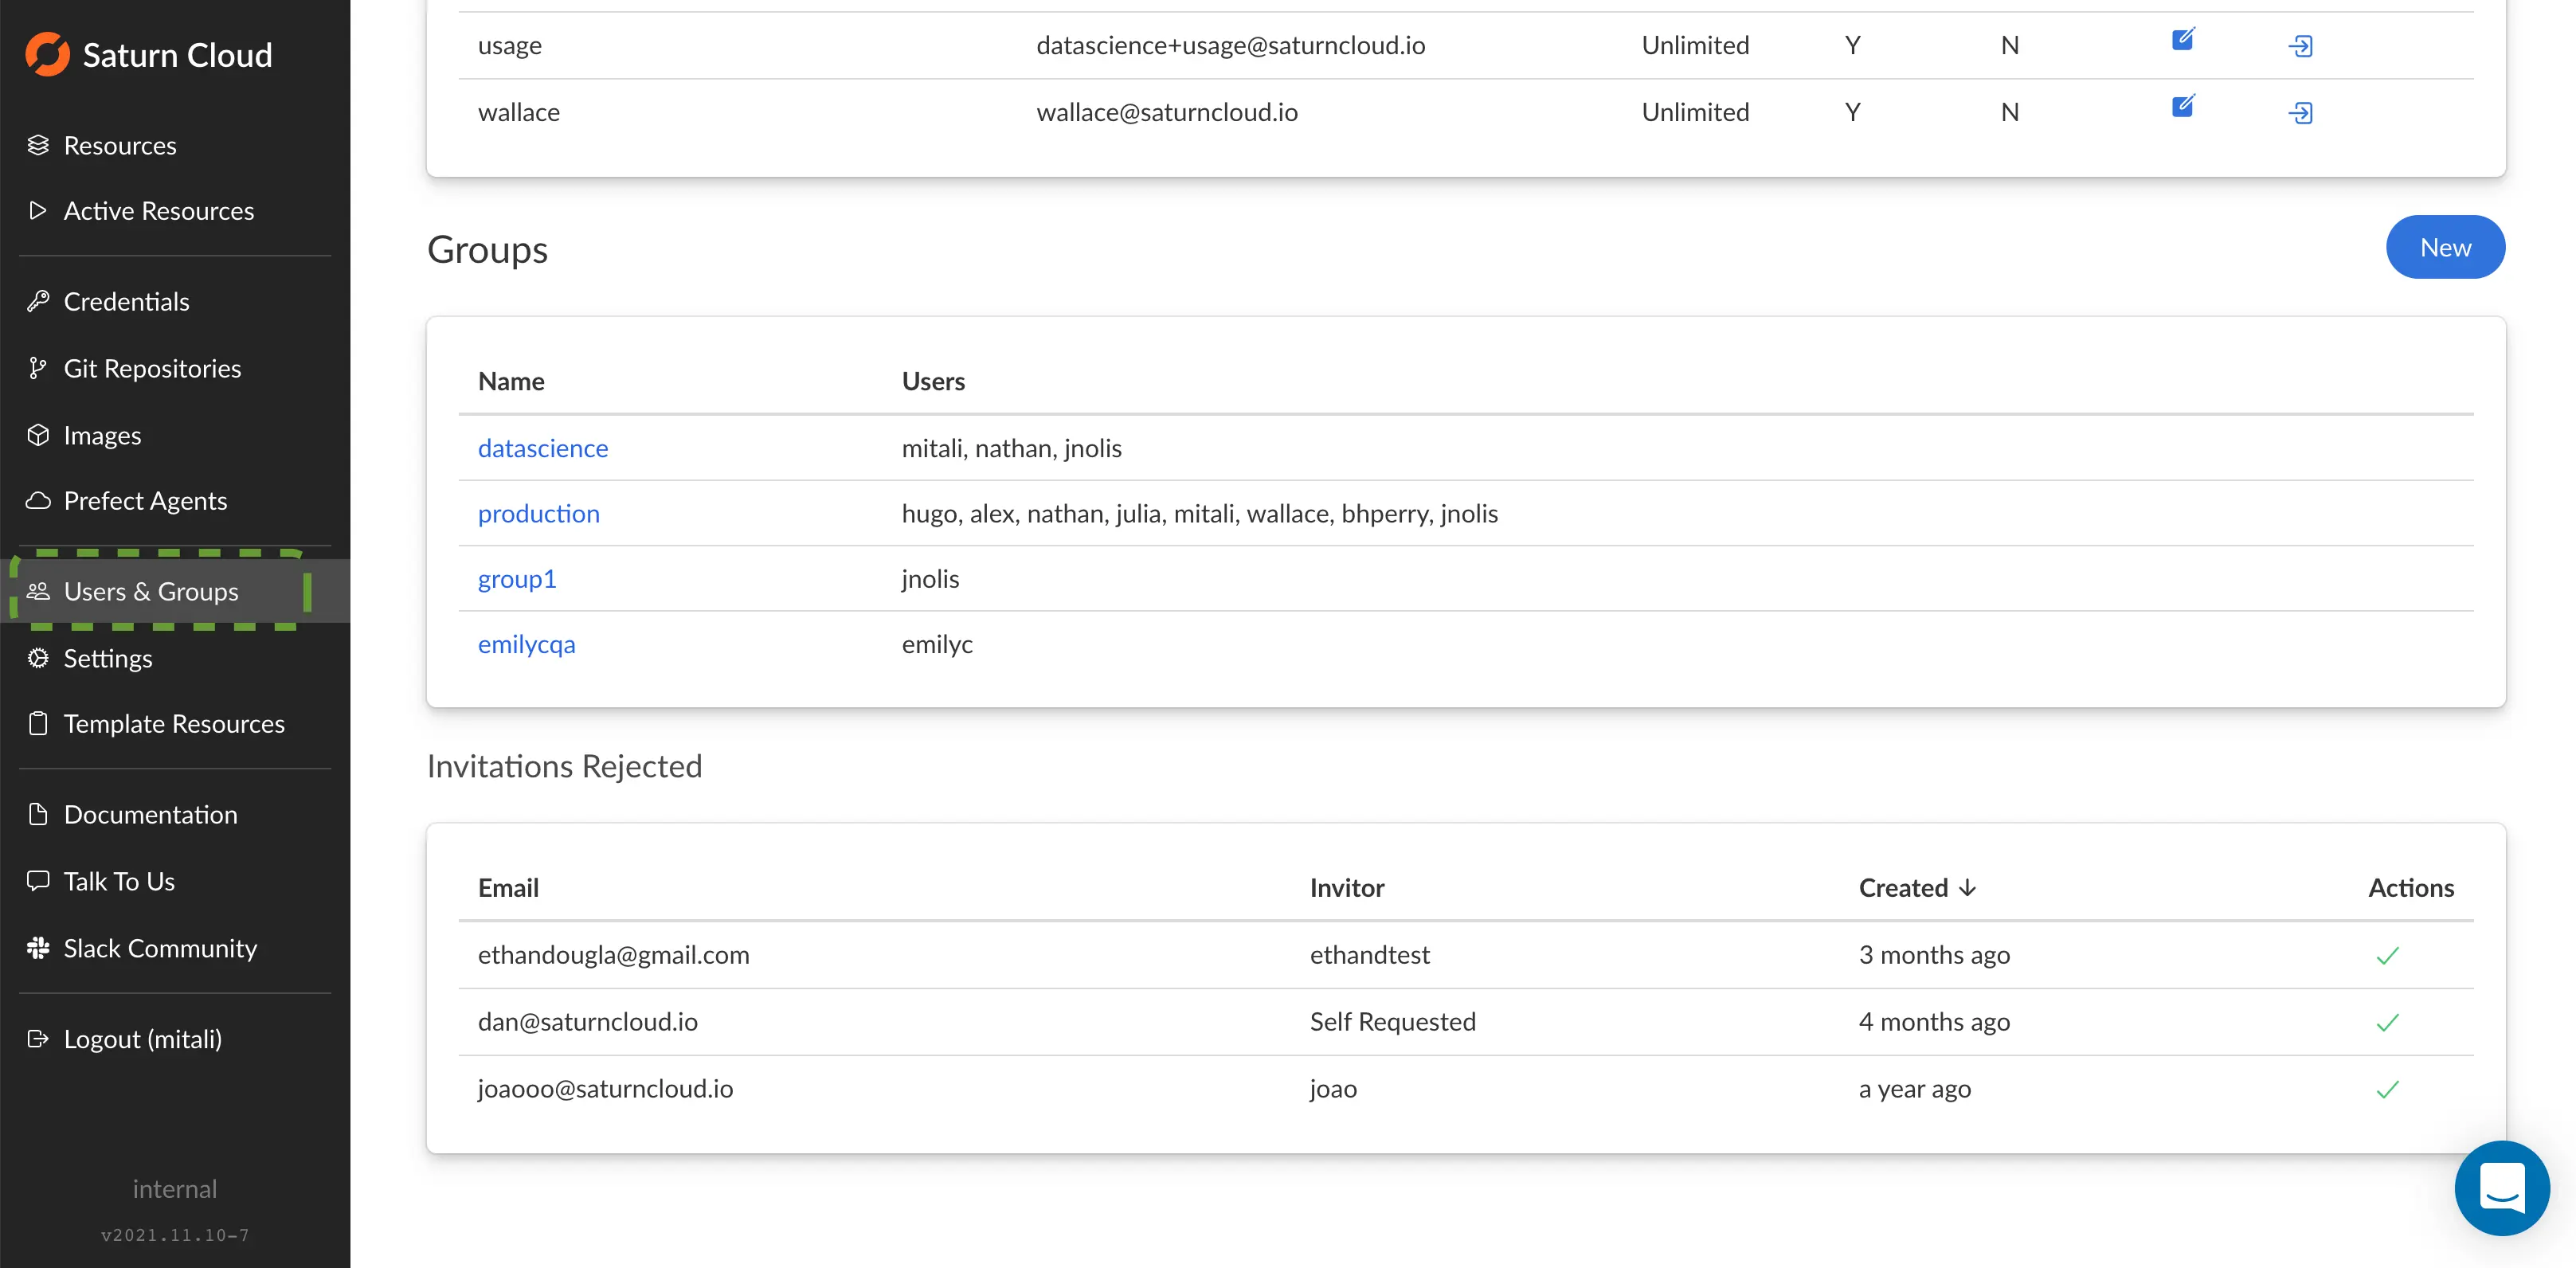 Saturn Cloud
Resources
Active Resources
Credentials
Git Repositories
Images
Prefect Agents
Users & Groups
Settings
Template Resources
Documentation
Talk To Us
Slack Community
Logout (mitali)
internal
v2021.11.10-7
usage datascience+usage@saturncloud.io Unlimited Y N
wallace wallace@saturncloud.io Unlimited Y N
Groups New
Name Users
datascience mitali, nathan, jnolis
production hugo, alex, nathan, julia, mitali, wallace, bhperry, jnolis
group1 jnolis
emilycqa emilyc
Invitations Rejected
Email Invitor Created ↓ Actions
ethandougla@gmail.com ethandtest 3 months ago
dan@saturncloud.io Self Requested 4 months ago
joaooo@saturncloud.io joao a year ago